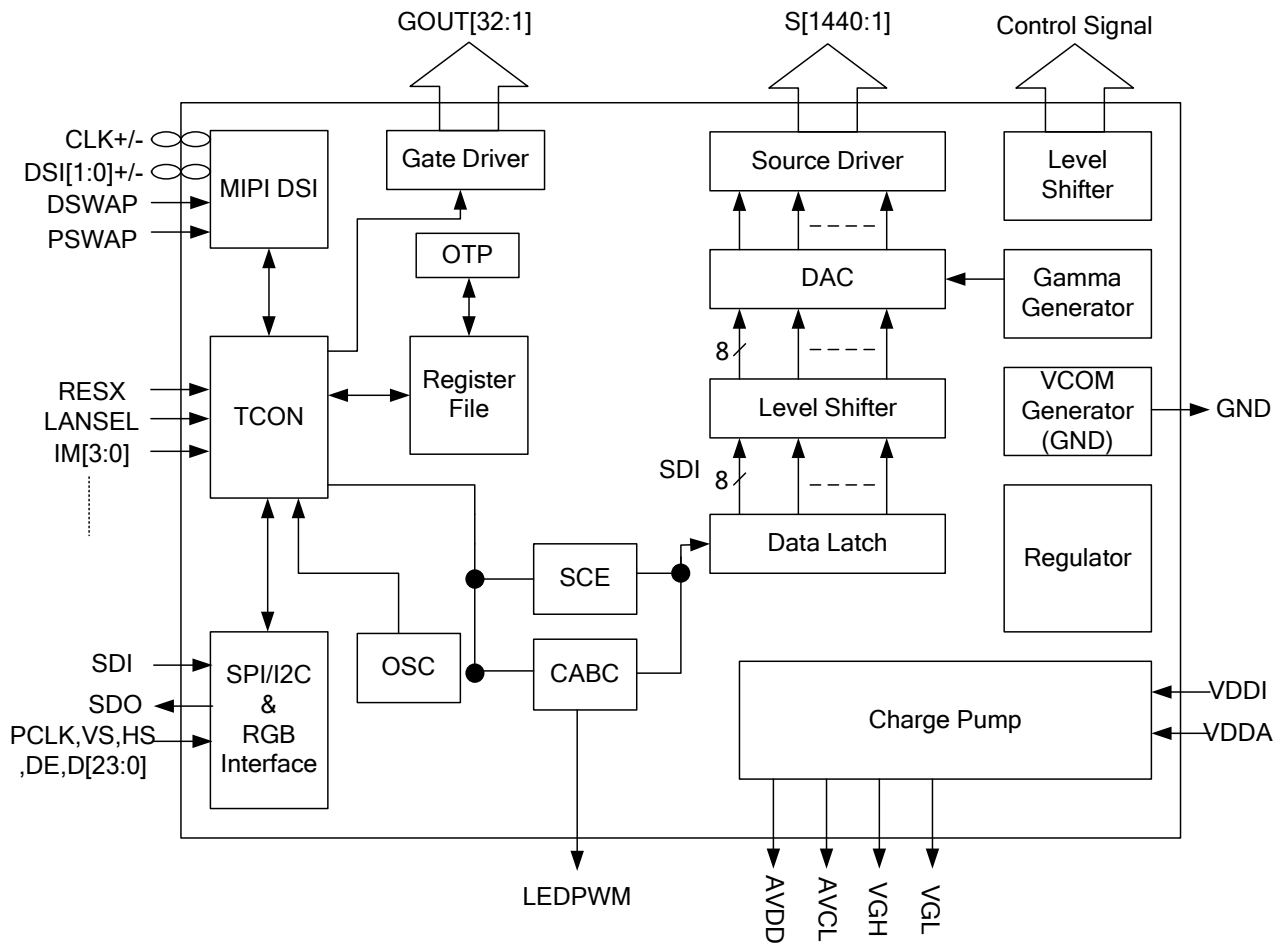 GOUT[32:1]
S[1440:1]
Control Signal
CLK+/-
DSI[1:0]+/-
DSWAP
PSWAP
MIPI DSI
Gate Driver
Source Driver
Level
Shifter
OTP
DAC
Gamma
Generator
8
RESX
LANSEL
IM[3:0]
TCON
Register
File
Level Shifter
VCOM
Generator
(GND)
GND
SDI
8
Data Latch
Regulator
SCE
OSC
CABC
SDI
SDO
PCLK,VS,HS
,DE,D[23:0]
SPI/I2C
&
RGB
Interface
Charge Pump
VDDI
VDDA
LEDPWM
AVDD
AVCL
VGH
VGL